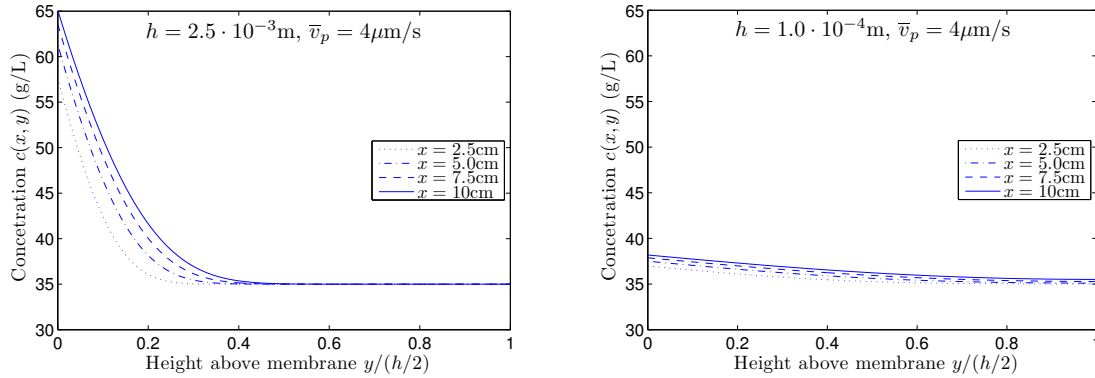 h = 2.5 · 10⁻³m, v̅ₚ = 4μm/s
65
60
55
50
45
40
35
30
Concetration c(x, y) (g/L)
x = 2.5cm
x = 5.0cm
x = 7.5cm
x = 10cm
0 0.2 0.4 0.6 0.8 1
Height above membrane y/(h/2)
h = 1.0 · 10⁻⁴m, v̅ₚ = 4μm/s
65
60
55
50
45
40
35
30
Concetration c(x, y) (g/L)
x = 2.5cm
x = 5.0cm
x = 7.5cm
x = 10cm
0 0.2 0.4 0.6 0.8 1
Height above membrane y/(h/2)